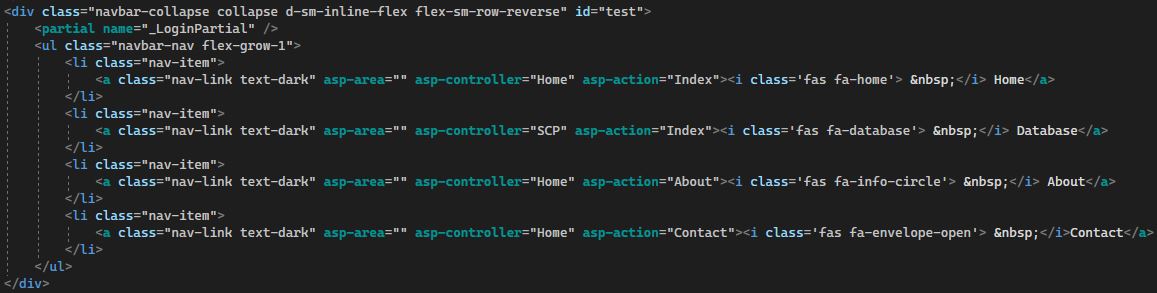 <div class="navbar-collapse collapse d-sm-inline-flex flex-sm-row-reverse" id="test">
<partial name="_LoginPartial" />
<ul class="navbar-nav flex-grow-1">
<li class="nav-item">
<a class="nav-link text-dark" asp-area="" asp-controller="Home" asp-action="Index"><i class='fas fa-home'> &nbsp;</i> Home</a>
</li>
<li class="nav-item">
<a class="nav-link text-dark" asp-area="" asp-controller="SCP" asp-action="Index"><i class='fas fa-database'> &nbsp;</i> Database</a>
</li>
<li class="nav-item">
<a class="nav-link text-dark" asp-area="" asp-controller="Home" asp-action="About"><i class='fas fa-info-circle'> &nbsp;</i> About</a>
</li>
<li class="nav-item">
<a class="nav-link text-dark" asp-area="" asp-controller="Home" asp-action="Contact"><i class='fas fa-envelope-open'> &nbsp;</i>Contact</a>
</li>
</ul>
</div>